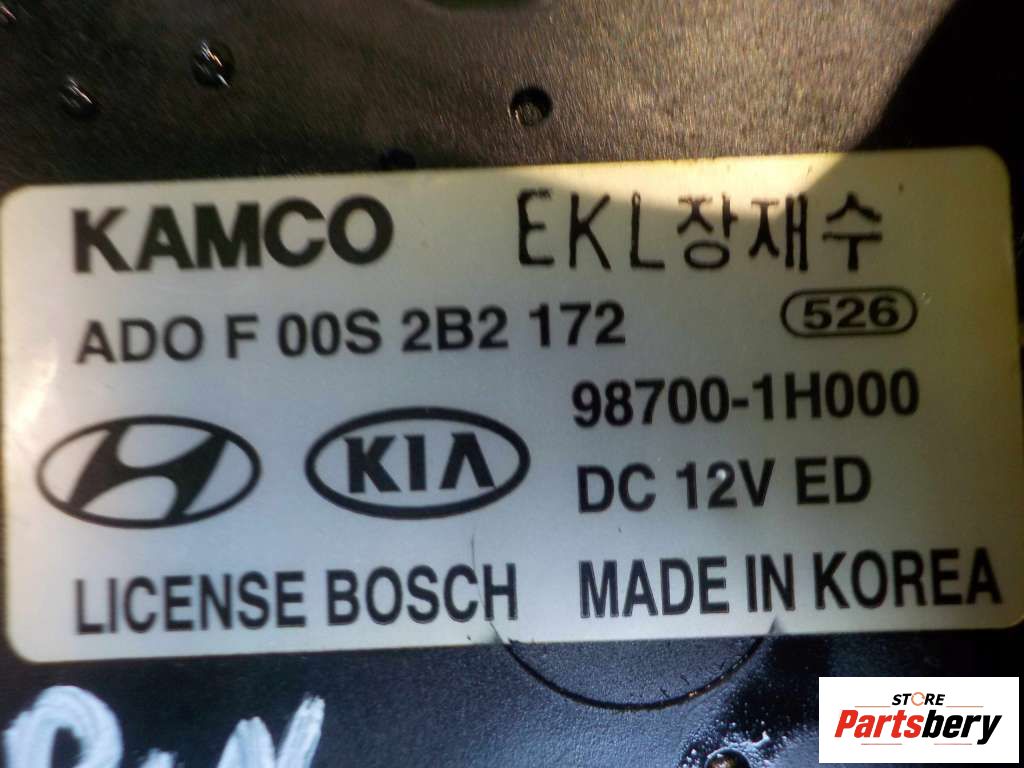 KAMCO EKL장재수
ADO F 00S 2B2 172 526
98700-1H000
KIA
DC 12V ED
LICENSE BOSCH MADE IN KOREA
STORE
Partsbery